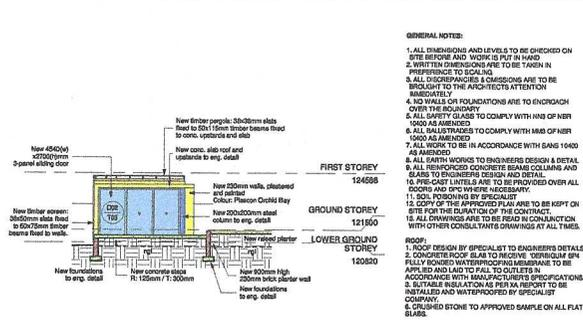 New timber pergola: 38x38mm slats
fixed to 50x115mm timber beams fixed
to conc. upstands and slab
New 4540(w)
x2700(h)mm
3-panel sliding door
New conc. slab roof and
upstands to eng. detail
New 230mm walls, plastered
and painted
Colour: Plascon Orchid Bay
New timber screen:
38x50mm slats fixed
to 50x75mm timber
beams fixed to walls.
New 200x200mm steel
column to eng. detail
New raised planter
New foundations
to eng. detail
New concrete steps
R: 125mm / T: 300mm
New 900mm high
230mm brick planter wall
New foundations
to eng. detail
FIRST STOREY
GROUND STOREY
121500
LOWER GROUND
STOREY
120820
GENERAL NOTES:
1. ALL DIMENSIONS AND LEVELS TO BE CHECKED ON
SITE BEFORE AND WORK IS PUT IN HAND
2. WRITTEN DIMENSIONS ARE TO BE TAKEN IN
PREFERENCE TO SCALING
3. ALL DISCREPANCIES & OMISSIONS ARE TO BE
BROUGHT TO THE ARCHITECTS ATTENTION
IMMEDIATELY
4. NO WALLS OR FOUNDATIONS ARE TO ENCROACH
OVER THE BOUNDARY
5. ALL SAFETY GLASS TO COMPLY WITH NN3 OF NBR
10400 AS AMENDED
6. ALL BALUSTRADES TO COMPLY WITH MM3 OF NBR
10400 AS AMENDED
7. ALL WORK TO BE IN ACCORDANCE WITH SANS 10400
AS AMENDED
8. ALL EARTH WORKS TO ENGINEERS DESIGN & DETAIL
9. ALL REINFORCED CONCRETE BEAMS COLUMNS AND
SLABS TO ENGINEERS DESIGN AND DETAIL.
10. PRE-CAST LINTELS ARE TO BE PROVIDED OVER ALL
DOORS AND DPC WHERE NECESSARY.
11. SOIL POISONING BY SPECIALIST
12. COPY OF THE APPROVED PLAN ARE TO BE KEPT ON
SITE FOR THE DURATION OF THE CONTRACT.
13. ALL DRAWINGS ARE TO BE READ IN CONJUNCTION
WITH OTHER CONSULTANTS DRAWINGS AT ALL TIMES.
ROOF:
1. ROOF DESIGN BY SPECIALIST TO ENGINEER'S DETAILS
2. CONCRETE ROOF SLAB TO RECEIVE 'DERBIGUM' SP4
FULLY BONDED WATERPROOFING MEMBRANE TO BE
APPLIED AND LAID TO FALL TO OUTLETS IN
ACCORDANCE WITH MANUFACTURER'S SPECIFICATIONS
INSTALLED AND WATERPROOFED BY SPECIALIST
COMPANY.
SUITABLE INSULATION AS PER XA REPORT TO BE
CRUSHED STONE TO APPROVED SAMPLE ON ALL FLAT
SLABS.